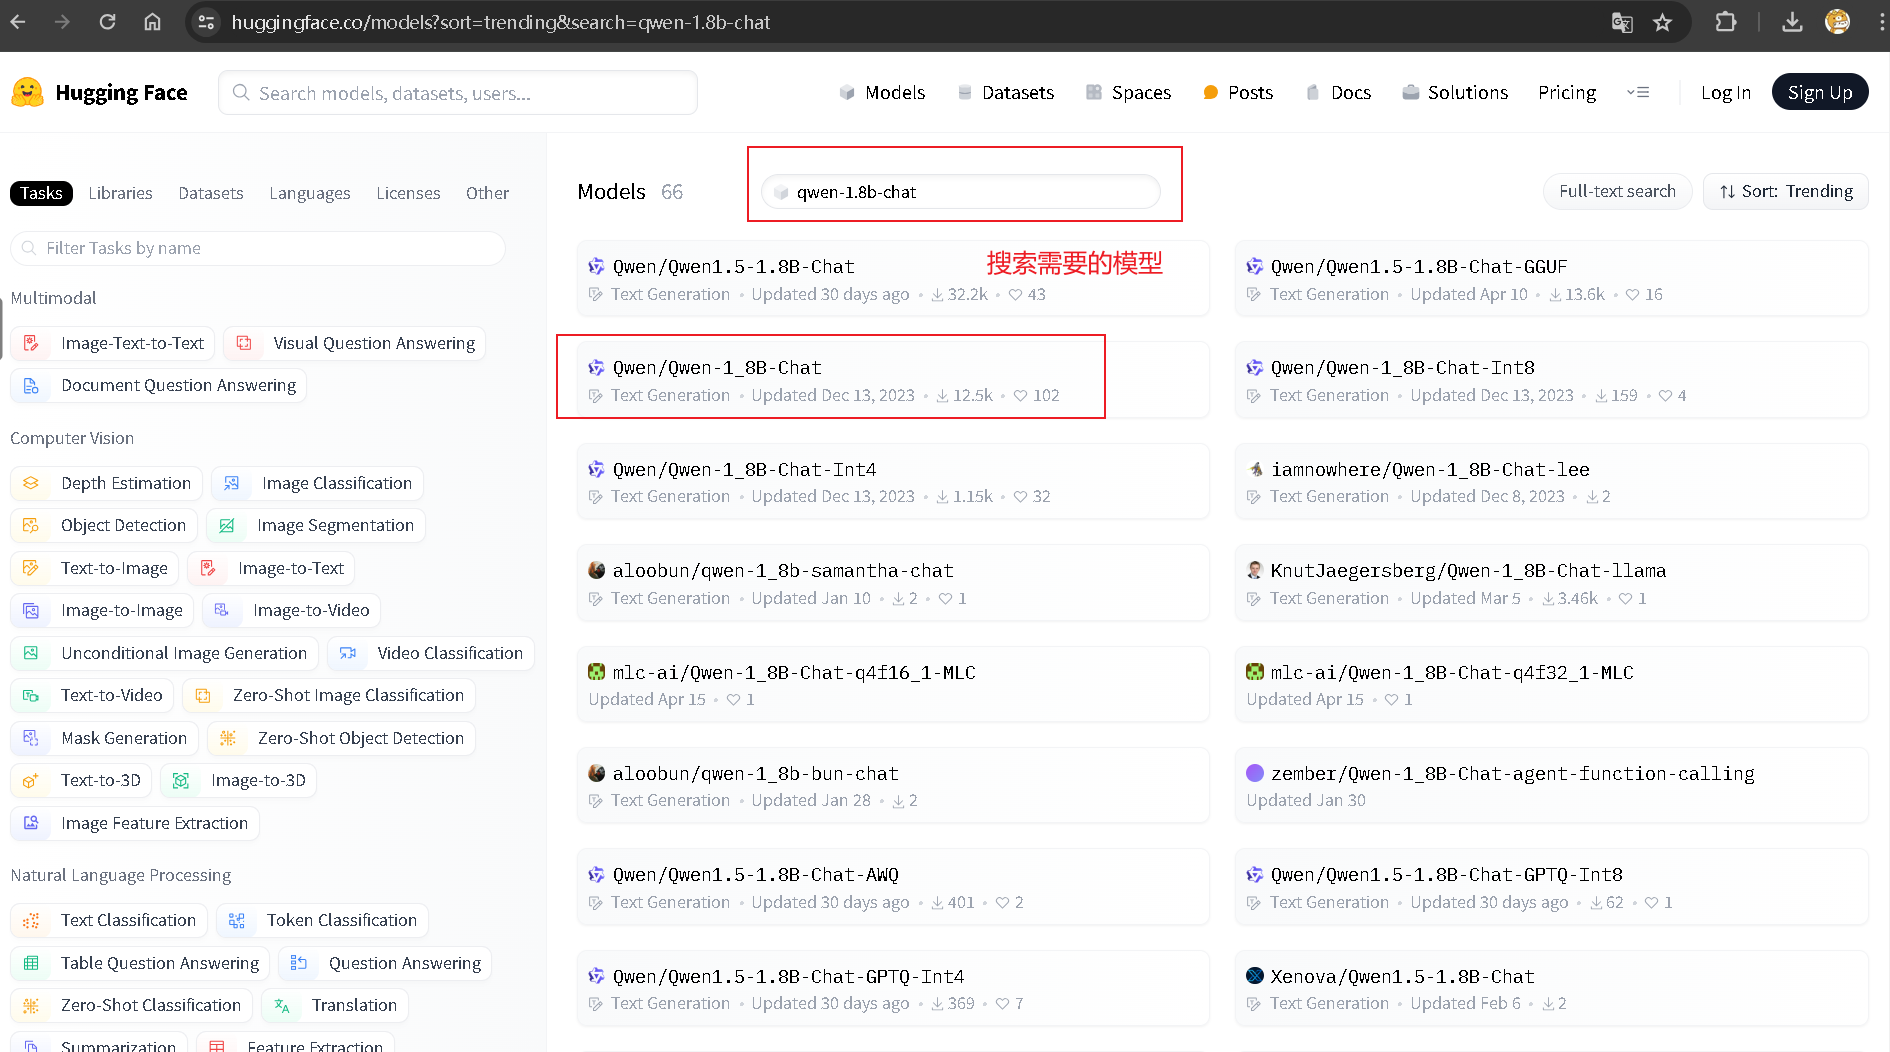 huggingface.co/models?sort=trending&search=qwen-1.8b-chat
Hugging Face
Search models, datasets, users...
Models
Datasets
Spaces
Posts
Docs
Solutions
Pricing
Log In
Sign Up
Tasks
Libraries
Datasets
Languages
Licenses
Other
Filter Tasks by name
Multimodal
Image-Text-to-Text
Visual Question Answering
Document Question Answering
Computer Vision
Depth Estimation
Image Classification
Object Detection
Image Segmentation
Text-to-Image
Image-to-Text
Image-to-Image
Image-to-Video
Unconditional Image Generation
Video Classification
Text-to-Video
Zero-Shot Image Classification
Mask Generation
Zero-Shot Object Detection
Text-to-3D
Image-to-3D
Image Feature Extraction
Natural Language Processing
Text Classification
Token Classification
Table Question Answering
Question Answering
Zero-Shot Classification
Translation
Summarization
Feature Extraction
Models 66
qwen-1.8b-chat
Full-text search
Sort: Trending
搜索需要的模型
Qwen/Qwen1.5-1.8B-Chat
Text Generation • Updated 30 days ago • 32.2k • 43
Qwen/Qwen1.5-1.8B-Chat-GGUF
Text Generation • Updated Apr 10 • 13.6k • 16
Qwen/Qwen-1_8B-Chat
Text Generation • Updated Dec 13, 2023 • 12.5k • 102
Qwen/Qwen-1_8B-Chat-Int8
Text Generation • Updated Dec 13, 2023 • 159 • 4
Qwen/Qwen-1_8B-Chat-Int4
Text Generation • Updated Dec 13, 2023 • 1.15k • 32
iamnowhere/Qwen-1_8B-Chat-lee
Text Generation • Updated Dec 8, 2023 • 2
aloobun/qwen-1_8b-samantha-chat
Text Generation • Updated Jan 10 • 2 • 1
KnutJaegersberg/Qwen-1_8B-Chat-llama
Text Generation • Updated Mar 5 • 3.46k • 1
mlc-ai/Qwen-1_8B-Chat-q4f16_1-MLC
Updated Apr 15 • 1
mlc-ai/Qwen-1_8B-Chat-q4f32_1-MLC
Updated Apr 15 • 1
aloobun/qwen-1_8b-bun-chat
Text Generation • Updated Jan 28 • 2
zember/Qwen-1_8B-Chat-agent-function-calling
Updated Jan 30
Qwen/Qwen1.5-1.8B-Chat-AWQ
Text Generation • Updated 30 days ago • 401 • 2
Qwen/Qwen1.5-1.8B-Chat-GPTQ-Int8
Text Generation • Updated 30 days ago • 62 • 1
Qwen/Qwen1.5-1.8B-Chat-GPTQ-Int4
Text Generation • Updated 30 days ago • 369 • 7
Xenova/Qwen1.5-1.8B-Chat
Text Generation • Updated Feb 6 • 2